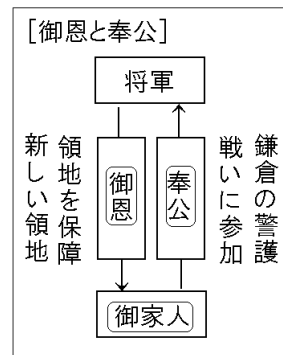 [御恩と奉公]
将軍
新しい領地
領地を保障
御恩
奉公
戦いに参加
鎌倉の警護
御家人